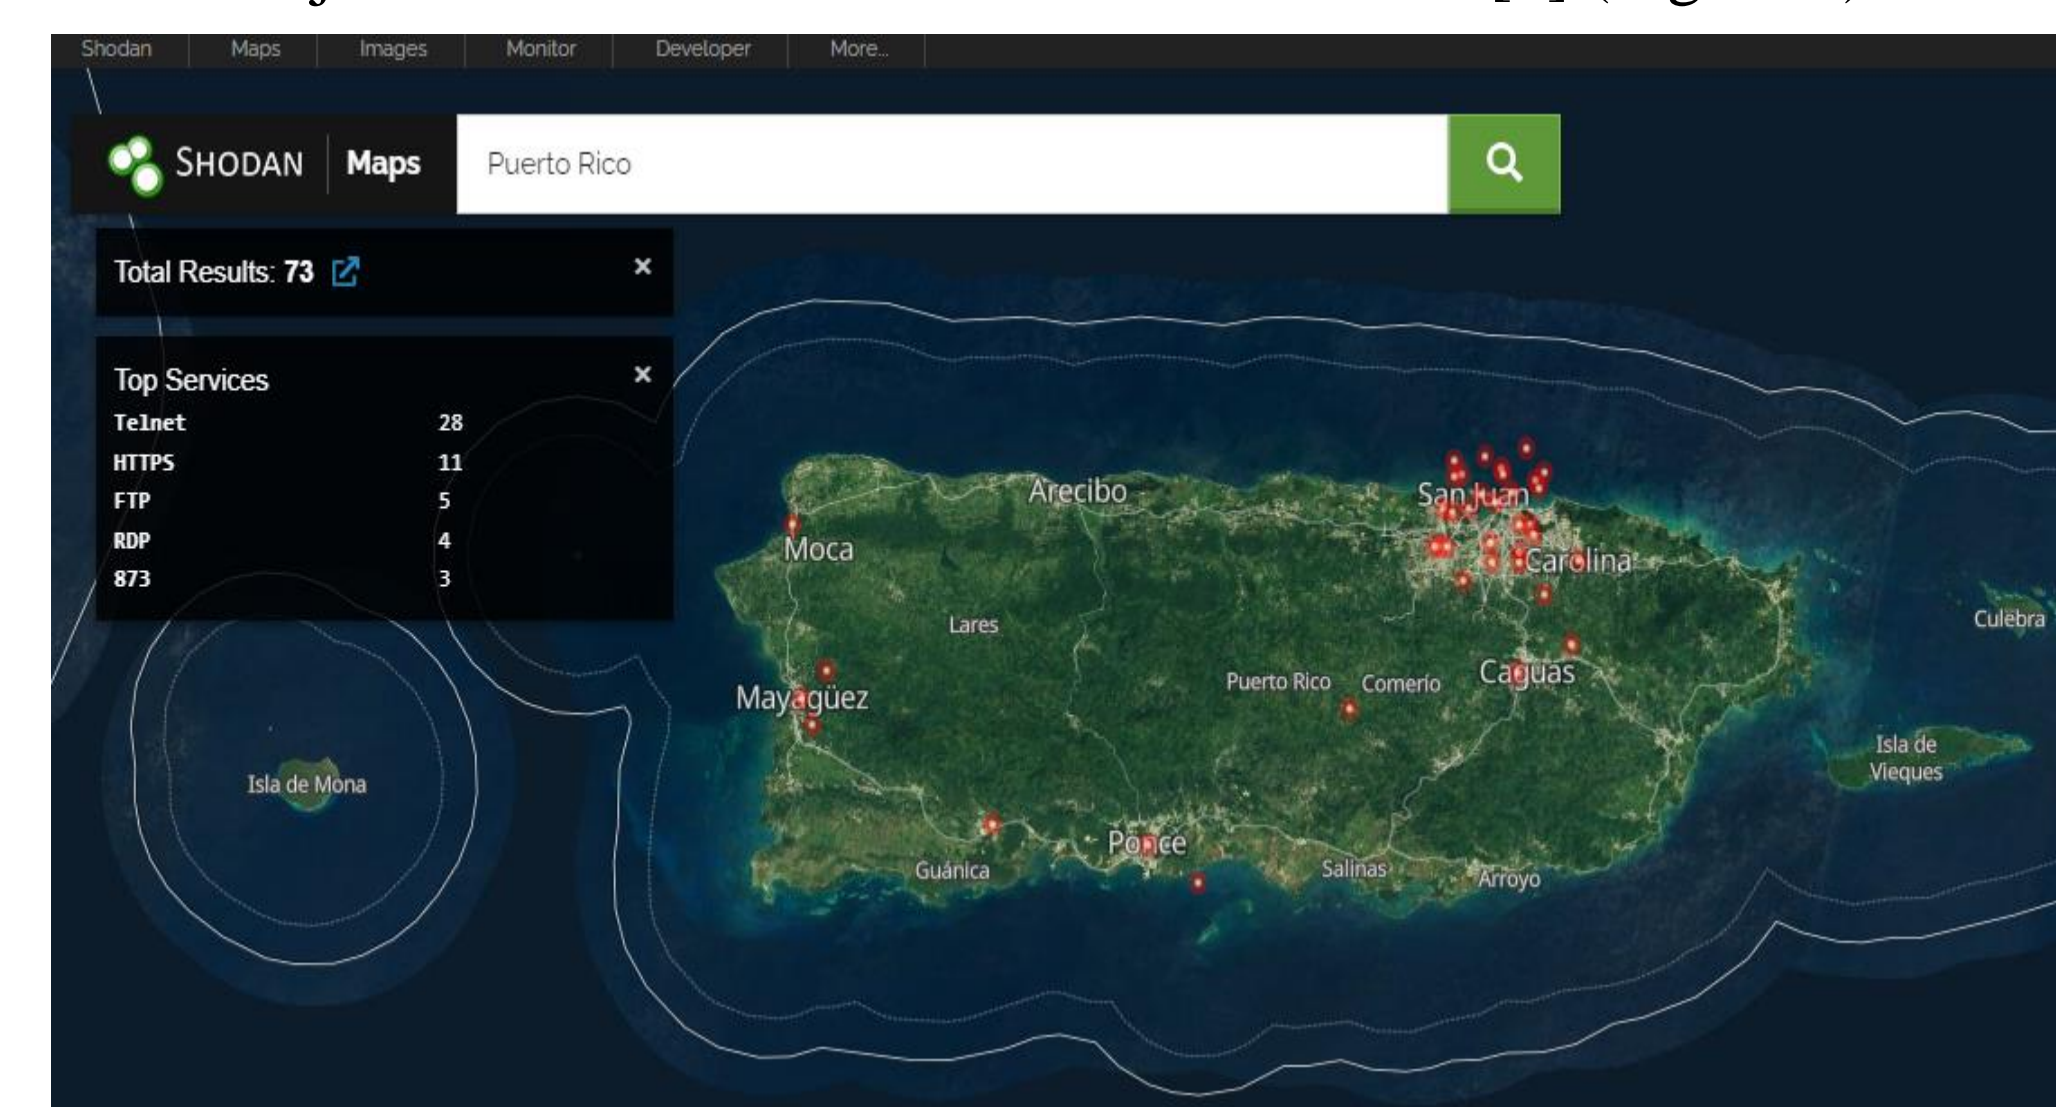 Shodan Maps Images Monitor Developer More...
SHODAN Maps Puerto Rico
Total Results: 73
Top Services
Telnet 28
HTTPS 11
FTP 5
RDP 4
873 3
Arecibo
San Juan
Moca
Carolina
Lares
Culebra
Puerto Rico
Comerio
Caguas
Mayagüez
Isla de
Vieques
Isla de Mona
Ponce
Guánica
Salinas
Arroyo